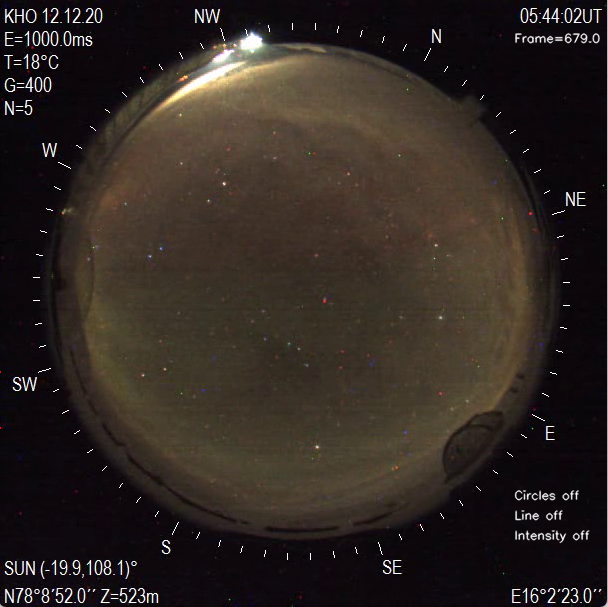 KHO 12.12.20
E=1000.0ms
T=18°C
G=400
N=5
05:44:02UT
Frame=679.0
NW
N
W
NE
SW
E
S
SE
Circles off
Line off
Intensity off
SUN (-19.9,108.1)°
N78°8'52.0'' Z=523m
E16°2'23.0''